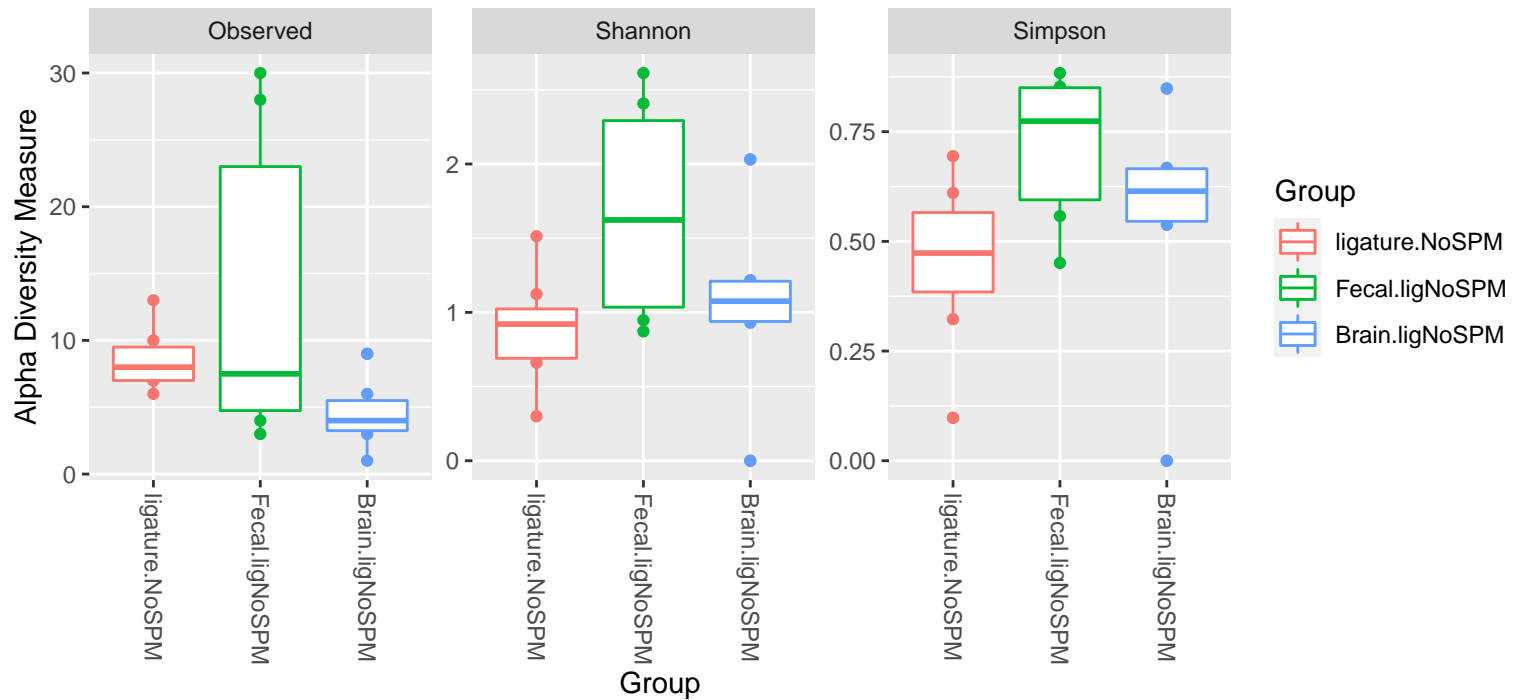 Observed
Shannon
Simpson
Alpha Diversity Measure
30
20
10
0
2
1
0
0.75
0.50
0.25
0.00
ligature.NoSPM
Fecal.ligNoSPM
Brain.ligNoSPM
ligature.NoSPM
Fecal.ligNoSPM
Brain.ligNoSPM
ligature.NoSPM
Fecal.ligNoSPM
Brain.ligNoSPM
Group
Group
ligature.NoSPM
Fecal.ligNoSPM
Brain.ligNoSPM